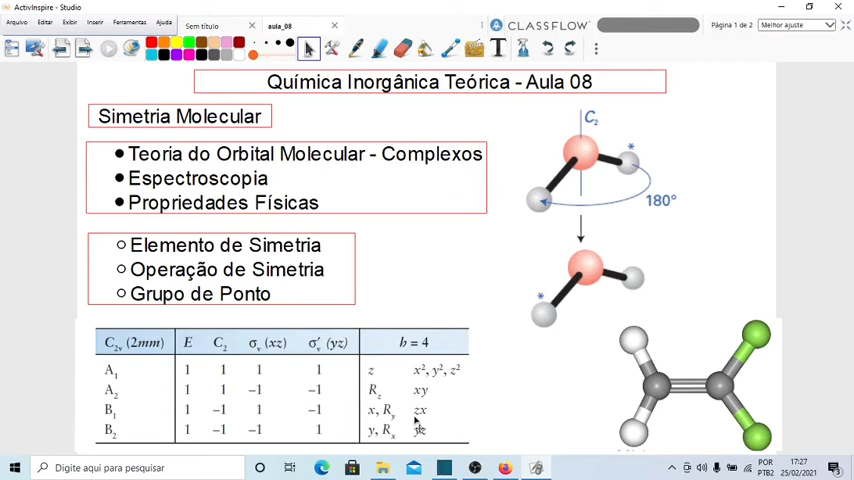 ActivInspire - Studio
Arquivo Editar Exibir Inserir Ferramentas Ajuda
Sem título
aula_08
CLASSFLOW
Página 1 de 2
Melhor ajuste
Química Inorgânica Teórica - Aula 08
Simetria Molecular
Teoria do Orbital Molecular - Complexos
Espectroscopia
Propriedades Físicas
Elemento de Simetria
Operação de Simetria
Grupo de Ponto
C₂
*
180°
*
C₂ᵥ (2mm) E C₂ σᵥ (xz) σ′ᵥ (yz) h = 4
A₁ 1 1 1 1 z x², y², z²
A₂ 1 1 −1 −1 R_z xy
B₁ 1 −1 1 −1 x, R_y zx
B₂ 1 −1 −1 1 y, Rₓ yz
Digite aqui para pesquisar
POR
PTB2
17:27
25/02/2021
3